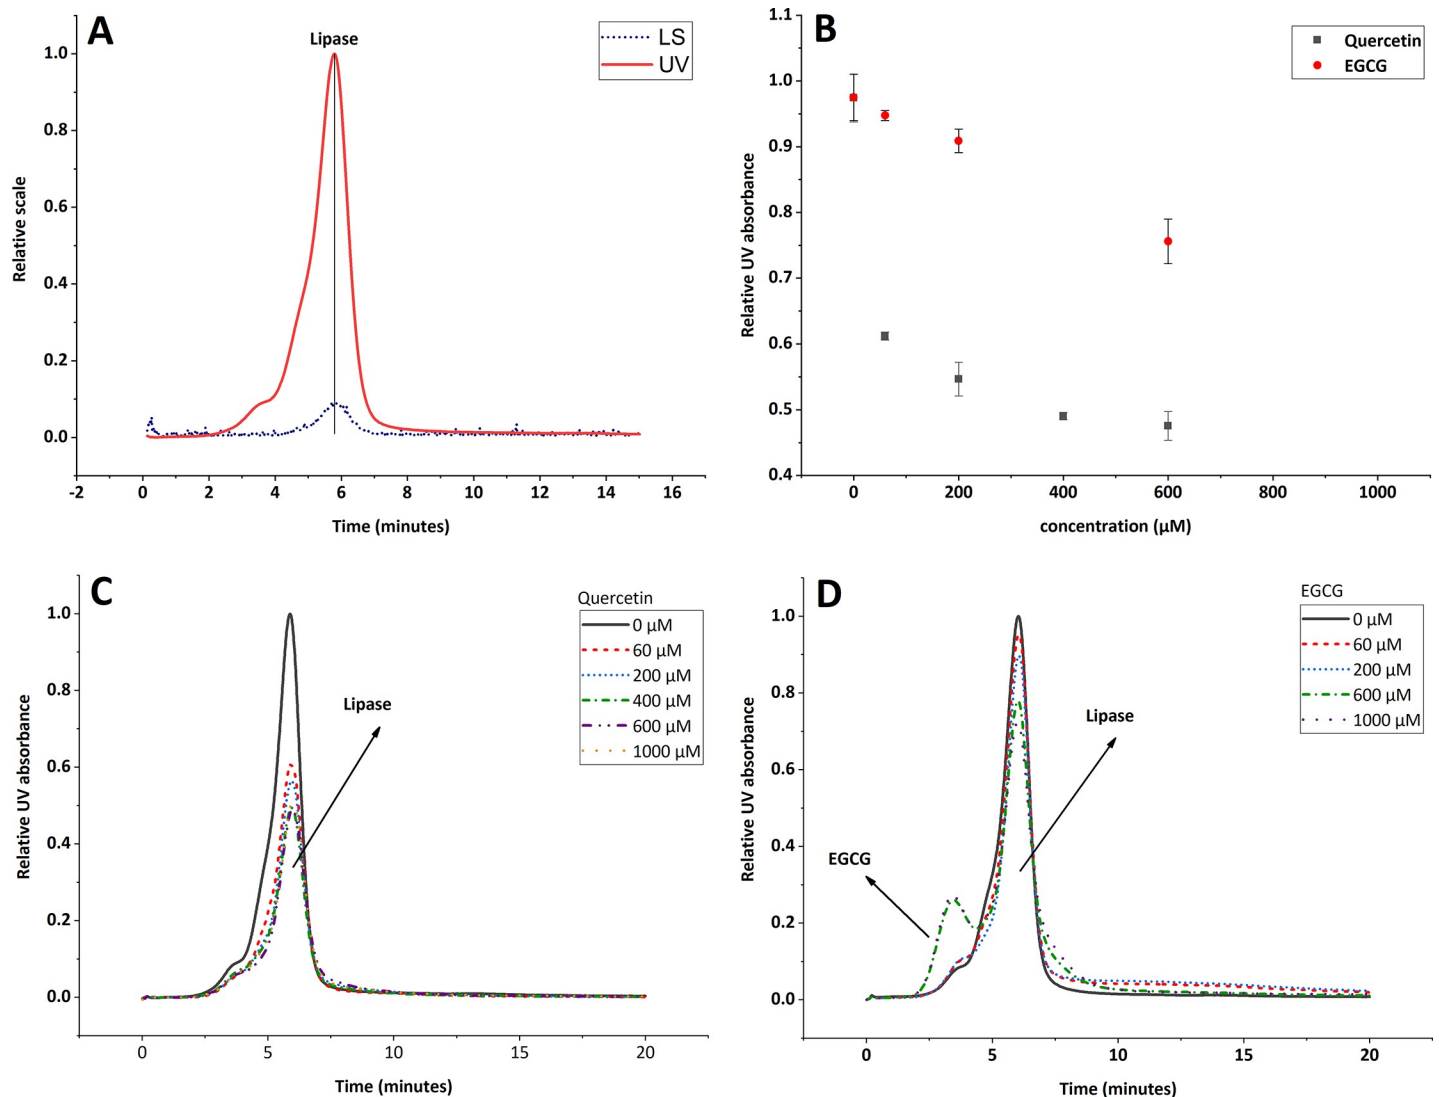 A
Lipase
LS
UV
1.0
0.8
0.6
0.4
0.2
0.0
Relative scale
-2 0 2 4 6 8 10 12 14 16
Time (minutes)
B
Quercetin
EGCG
1.1
1.0
0.9
0.8
0.7
0.6
0.5
0.4
Relative UV absorbance
0 200 400 600 800 1000
concentration (µM)
C
Quercetin
0 µM
60 µM
200 µM
400 µM
600 µM
1000 µM
Lipase
1.0
0.8
0.6
0.4
0.2
0.0
Relative UV absorbance
0 5 10 15 20
Time (minutes)
D
EGCG
0 µM
60 µM
200 µM
600 µM
1000 µM
Lipase
EGCG
1.0
0.8
0.6
0.4
0.2
0.0
Relative UV absorbance
0 5 10 15 20
Time (minutes)